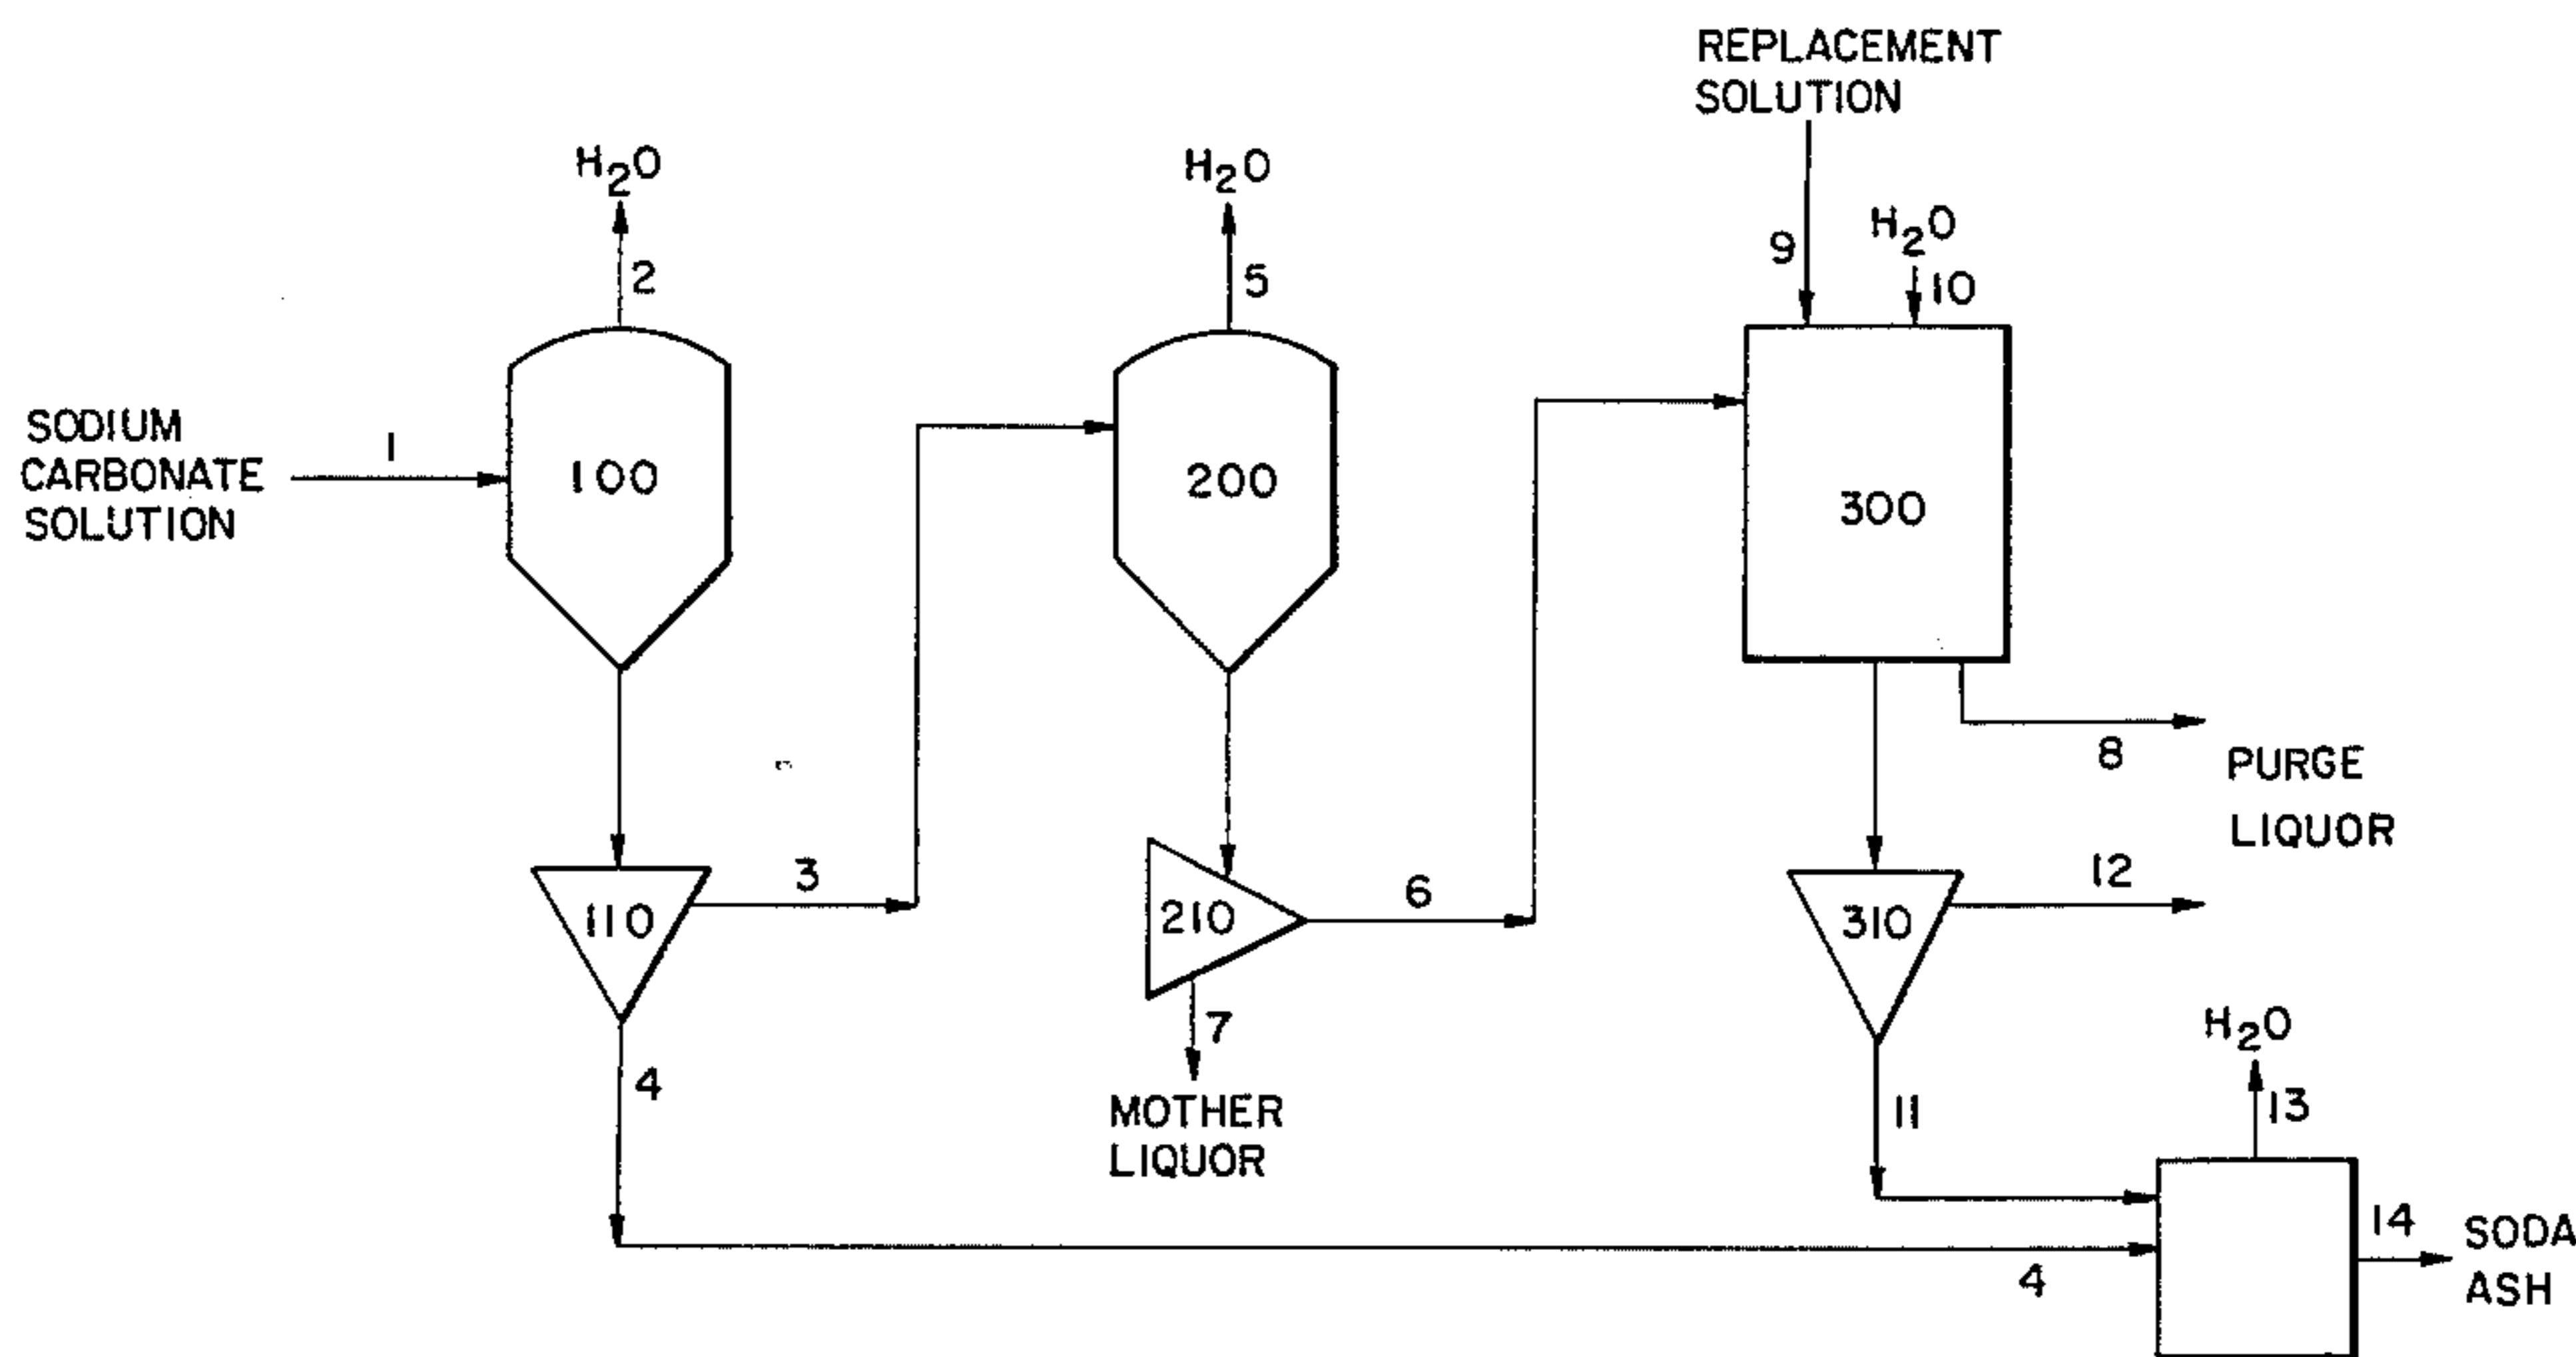 REPLACEMENT
SOLUTION
H2O
H2O
9
H2O
10
2
5
SODIUM
CARBONATE
SOLUTION
1
100
200
300
8
PURGE
LIQUOR
3
110
6
210
12
310
7
MOTHER
LIQUOR
4
11
H2O
13
4
14
SODA
ASH